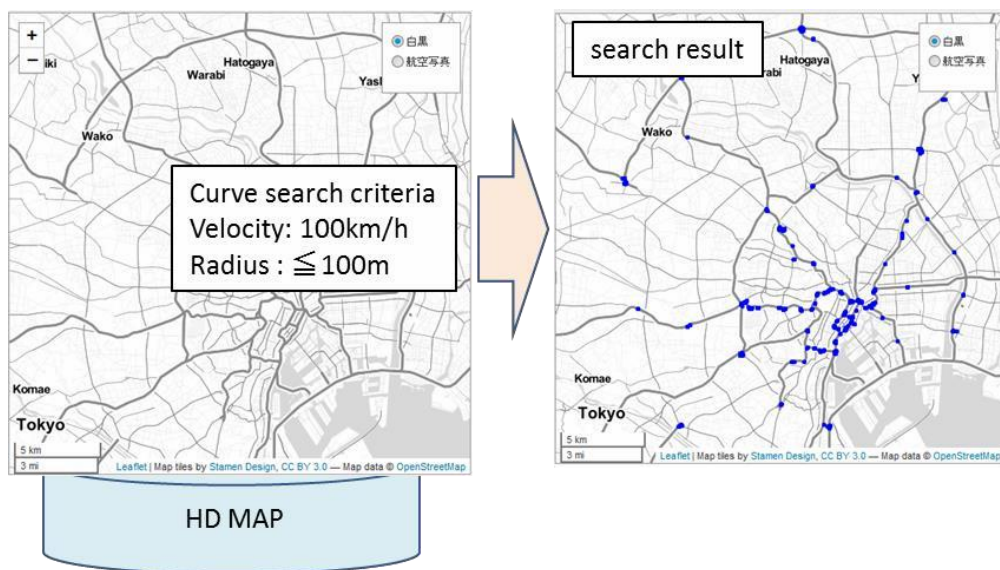 +
−
iki
Hatogaya
Warabi
Yas
Wako
白黒
航空写真
Curve search criteria
Velocity: 100km/h
Radius : ≦100m
Komae
Tokyo
5 km
3 mi
Leaflet | Map tiles by Stamen Design, CC BY 3.0 — Map data © OpenStreetMap
HD MAP
search result
Hatogaya
rabi
Y
Wako
白黒
航空写真
Komae
Tokyo
5 km
3 mi
Leaflet | Map tiles by Stamen Design, CC BY 3.0 — Map data © OpenStreetMap